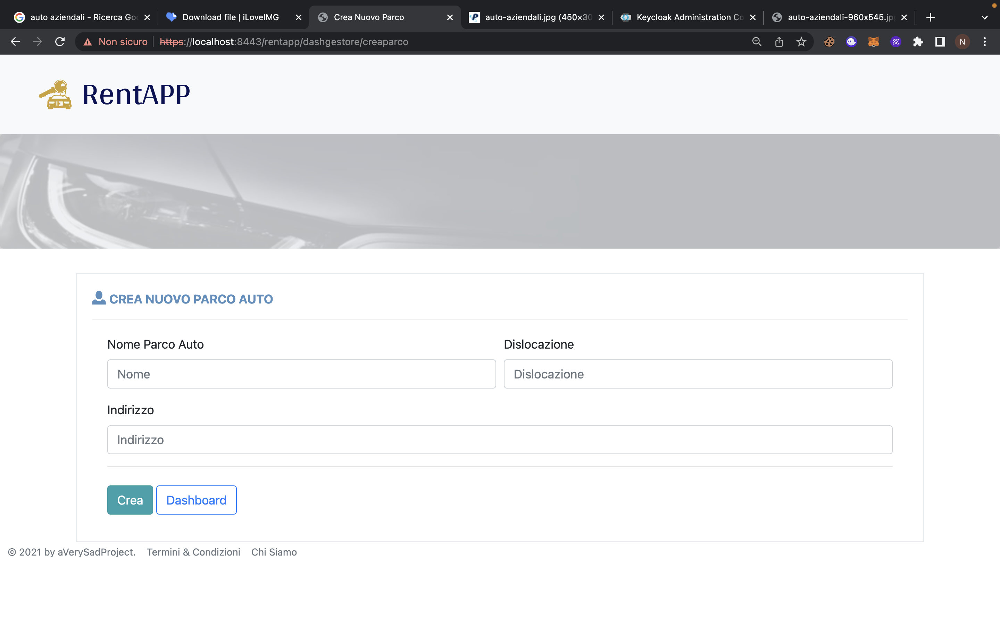 auto aziendali - Ricerca Goo
Download file | iLoveIMG
Crea Nuovo Parco
auto-aziendali.jpg (450×30
Keycloak Administration Co
auto-aziendali-960x545.jpg
Non sicuro
https://localhost:8443/rentapp/dashgestore/creaparco
N
RentAPP
CREA NUOVO PARCO AUTO
Nome Parco Auto
Dislocazione
Nome
Dislocazione
Indirizzo
Indirizzo
Crea
Dashboard
© 2021 by aVerySadProject. Termini & Condizioni Chi Siamo